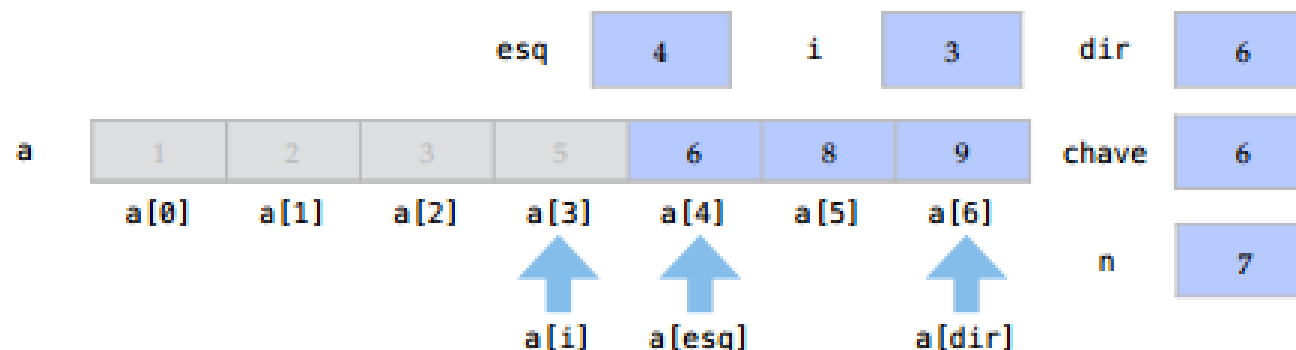 esq 4 i 3 dir 6
a 1 2 3 5 6 8 9 chave 6
a[0] a[1] a[2] a[3] a[4] a[5] a[6]
n 7
a[i] a[esq] a[dir]